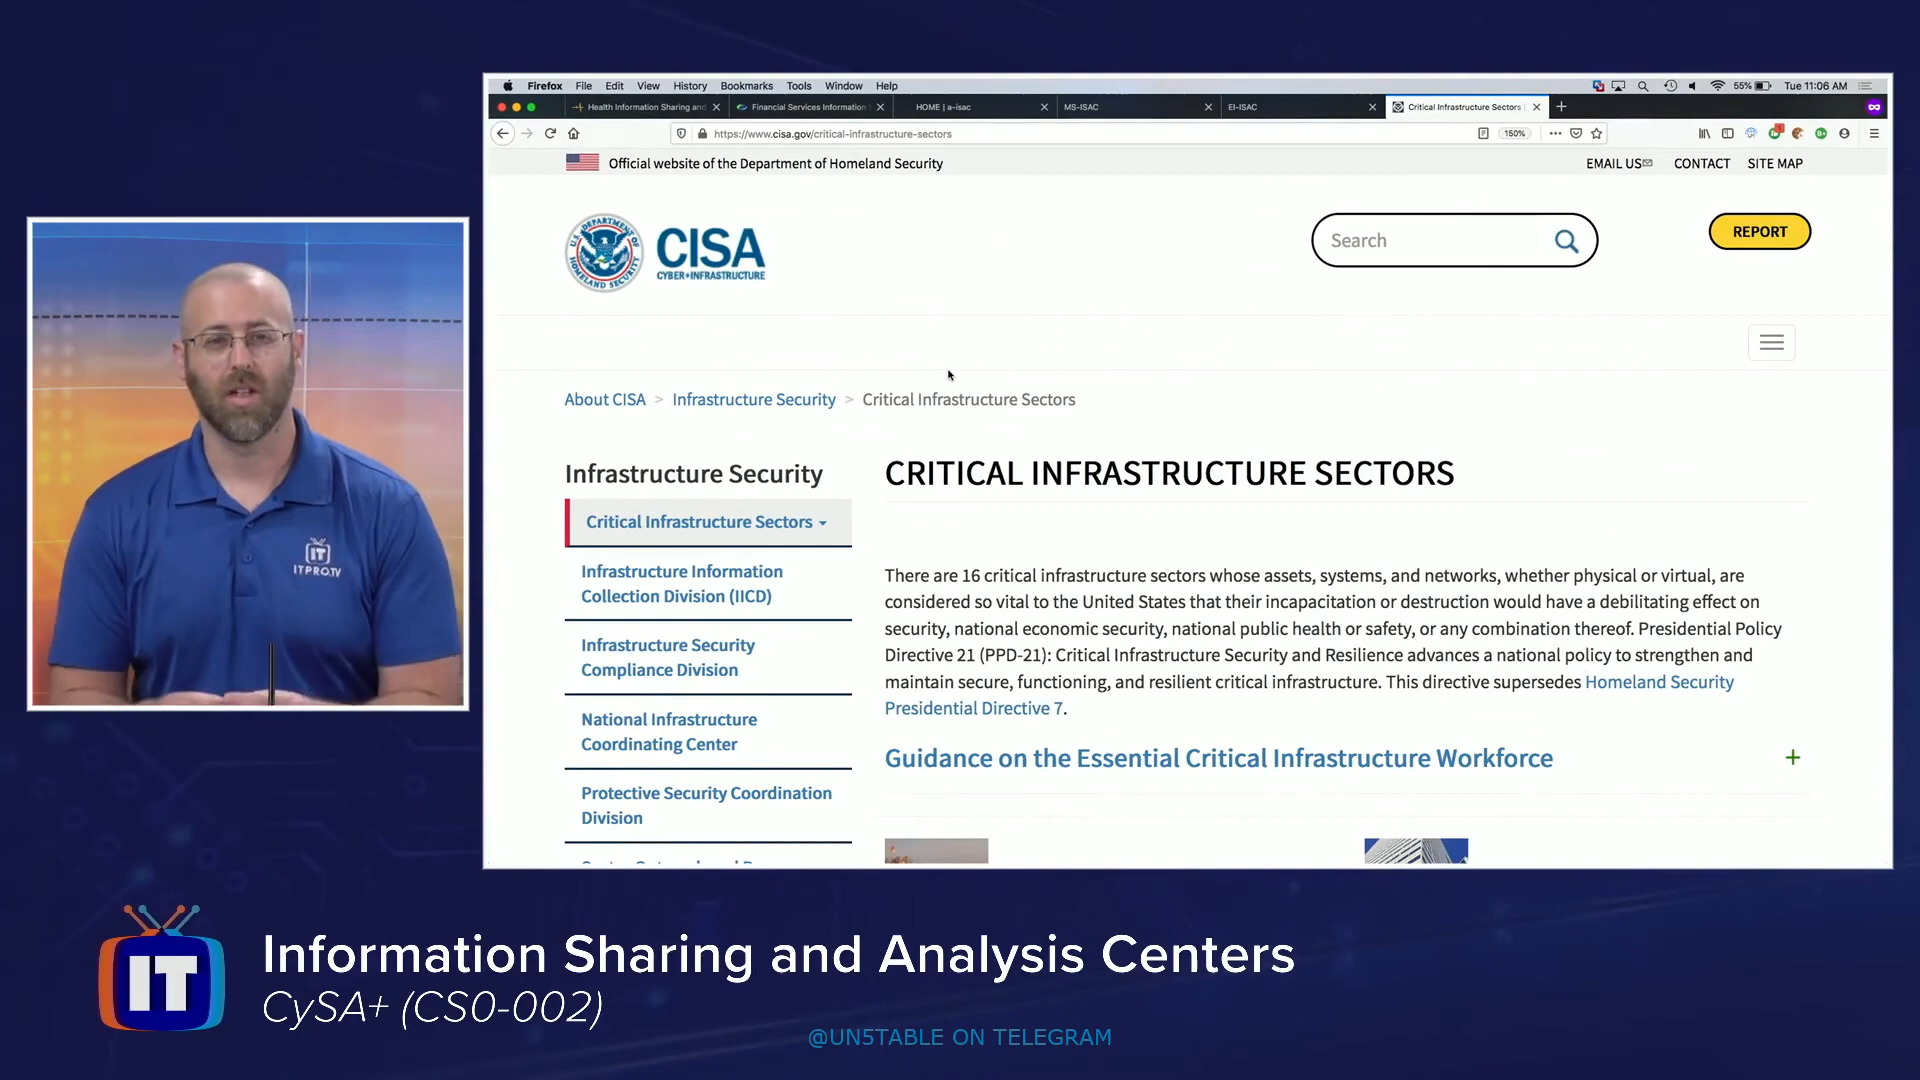 Firefox File Edit View History Bookmarks Tools Window Help
55% Tue 11:06 AM
Health Information Sharing and
Financial Services Information
HOME | a-isac
MS-ISAC
EI-ISAC
Critical Infrastructure Sectors
https://www.cisa.gov/critical-infrastructure-sectors
150%
Official website of the Department of Homeland Security
EMAIL US
CONTACT
SITE MAP
U.S. DEPARTMENT OF
HOMELAND SECURITY
CISA
CYBER+INFRASTRUCTURE
Search
REPORT
About CISA > Infrastructure Security > Critical Infrastructure Sectors
Infrastructure Security
Critical Infrastructure Sectors
Infrastructure Information
Collection Division (IICD)
Infrastructure Security
Compliance Division
National Infrastructure
Coordinating Center
Protective Security Coordination
Division
CRITICAL INFRASTRUCTURE SECTORS
There are 16 critical infrastructure sectors whose assets, systems, and networks, whether physical or virtual, are
considered so vital to the United States that their incapacitation or destruction would have a debilitating effect on
security, national economic security, national public health or safety, or any combination thereof. Presidential Policy
Directive 21 (PPD-21): Critical Infrastructure Security and Resilience advances a national policy to strengthen and
maintain secure, functioning, and resilient critical infrastructure. This directive supersedes Homeland Security
Presidential Directive 7.
Guidance on the Essential Critical Infrastructure Workforce
+
IT
ITPRO.TV
IT
Information Sharing and Analysis Centers
CySA+ (CS0-002)
@UN5TABLE ON TELEGRAM